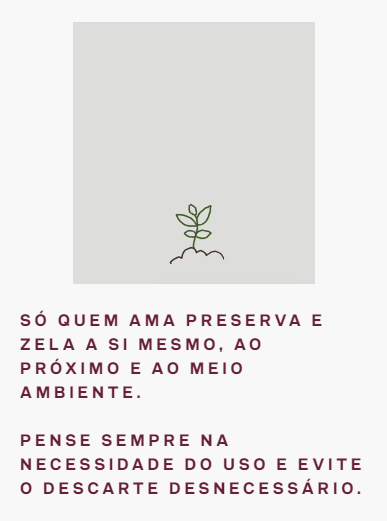 SÓ QUEM AMA PRESERVA E
ZELA A SI MESMO, AO
PRÓXIMO E AO MEIO
AMBIENTE.
PENSE SEMPRE NA
NECESSIDADE DO USO E EVITE
O DESCARTE DESNECESSÁRIO.